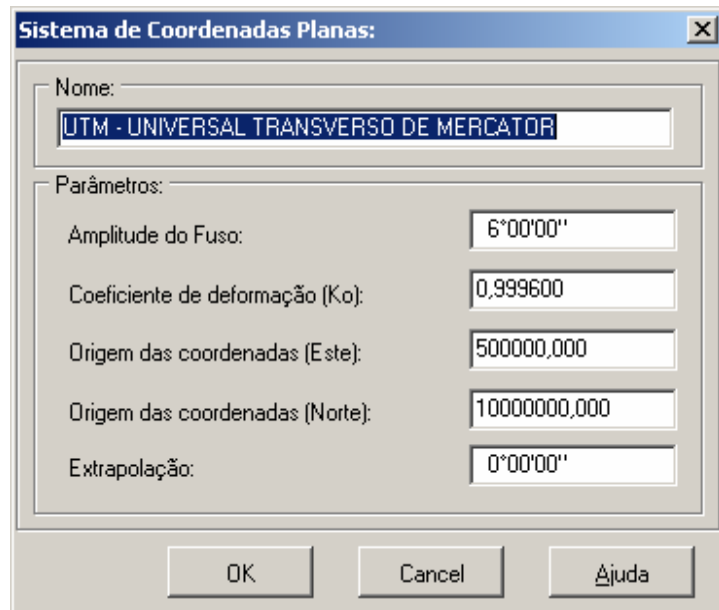 Sistema de Coordenadas Planas:
Nome:
UTM - UNIVERSAL TRANSVERSO DE MERCATOR
Parâmetros:
Amplitude do Fuso: 6°00'00"
Coeficiente de deformação (Ko): 0,999600
Origem das coordenadas (Este): 500000,000
Origem das coordenadas (Norte): 10000000,000
Extrapolação: 0°00'00"
OK Cancel Ajuda